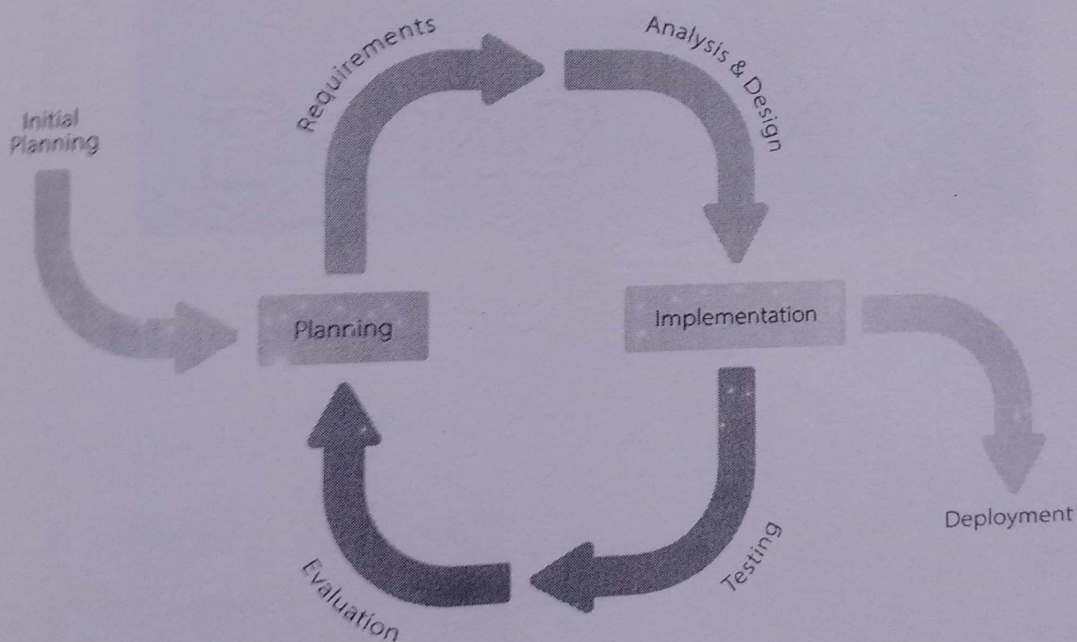 Requirements
Analysis & Design
Initial
Planning
Planning
Implementation
Deployment
Testing
Evaluation